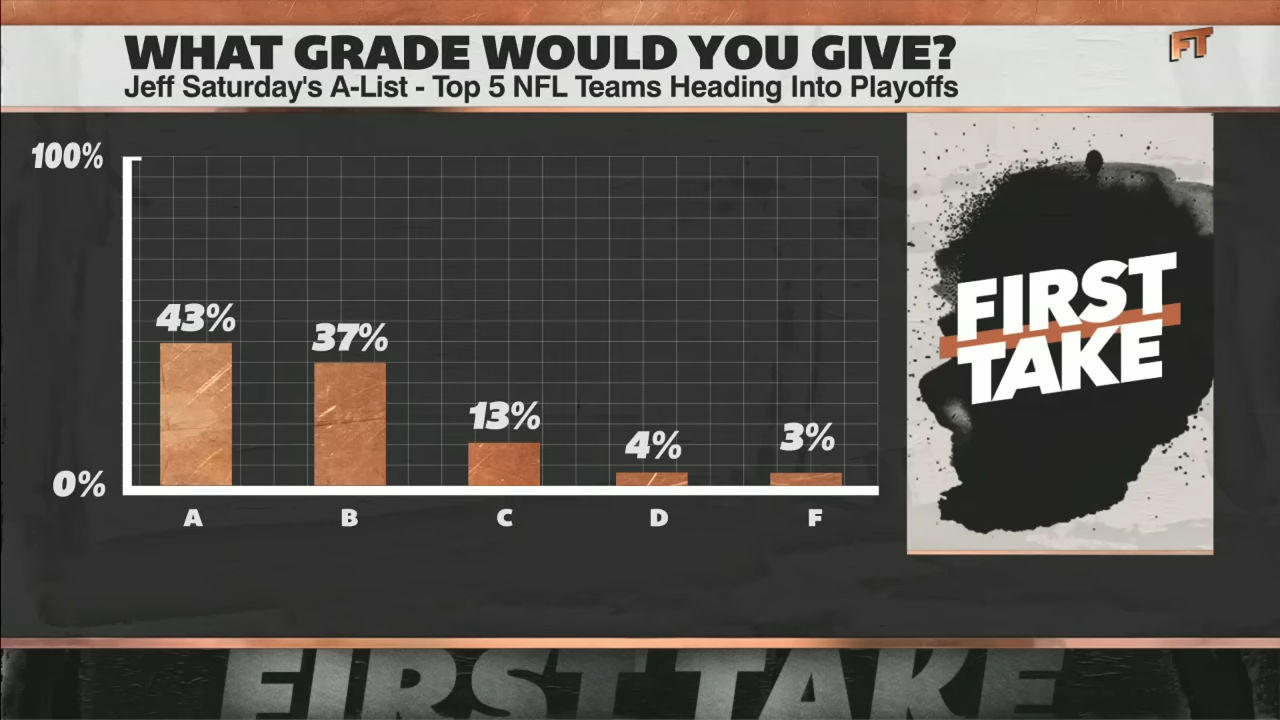 WHAT GRADE WOULD YOU GIVE?
FT
Jeff Saturday's A-List - Top 5 NFL Teams Heading Into Playoffs
100%
43%
37%
13%
4%
3%
0%
A
B
C
D
F
FIRST
TAKE
FIRST TAKE